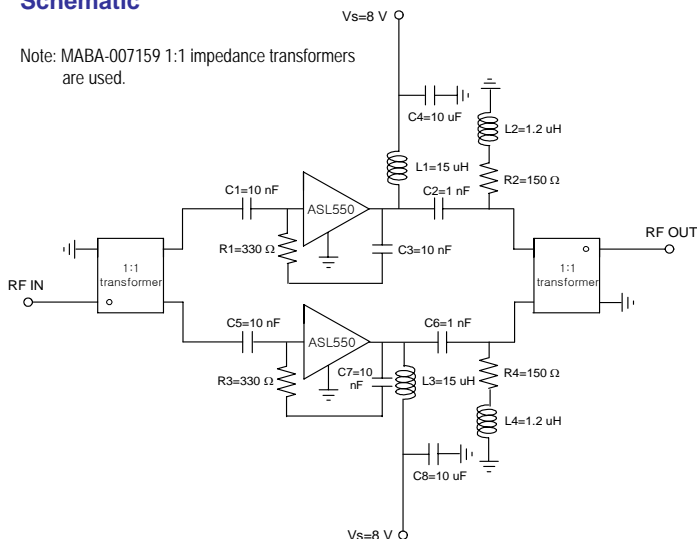 Schematic
Vs=8 V
Note: MABA-007159 1:1 impedance transformers
are used.
C4=10 uF
L2=1.2 uH
L1=15 uH
C1=10 nF
C2=1 nF
R2=150 Ω
ASL550
RF OUT
R1=330 Ω
C3=10 nF
1:1
transformer
1:1
transformer
RF IN
C5=10 nF
C6=1 nF
ASL550
R3=330 Ω
C7=10
nF
L3=15 uH
R4=150 Ω
L4=1.2 uH
C8=10 uF
Vs=8 V